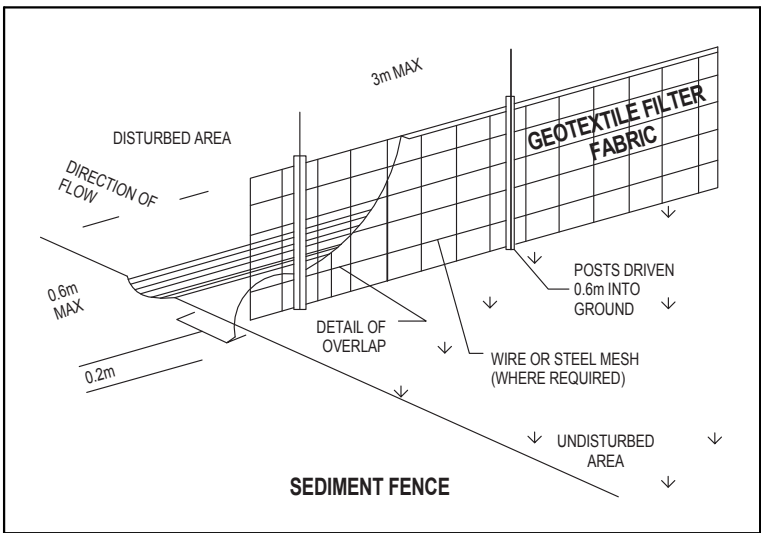 3m MAX
DISTURBED AREA
GEOTEXTILE FILTER
FABRIC
DIRECTION OF
FLOW
0.6m
MAX
POSTS DRIVEN
0.6m INTO
GROUND
DETAIL OF
OVERLAP
WIRE OR STEEL MESH
(WHERE REQUIRED)
0.2m
UNDISTURBED
AREA
SEDIMENT FENCE